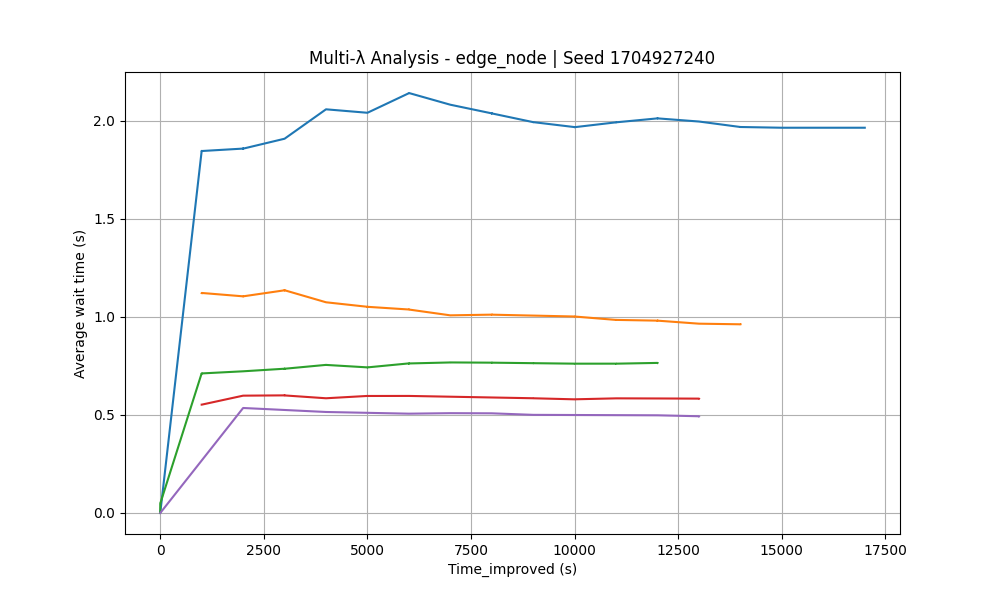 Multi-λ Analysis - edge_node | Seed 1704927240
Average wait time (s)
2.0
1.5
1.0
0.5
0.0
0 2500 5000 7500 10000 12500 15000 17500
Time_improved (s)